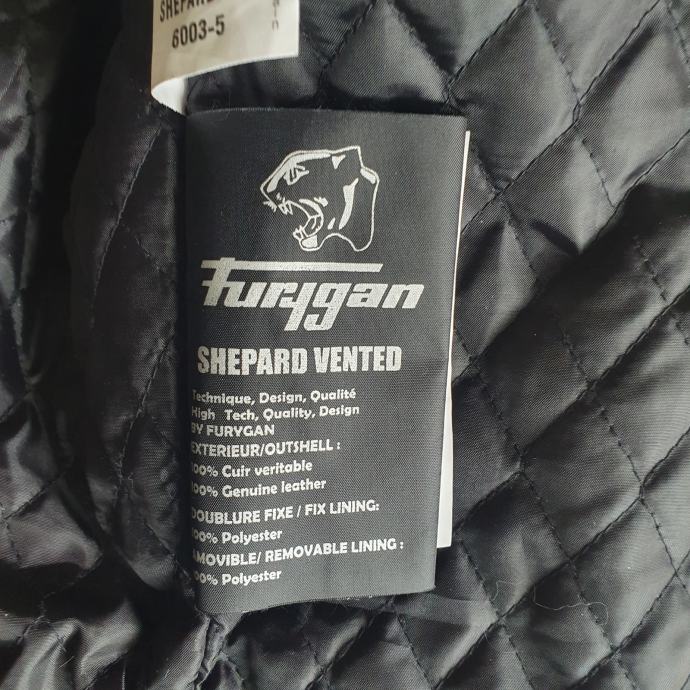 SHEPARD
6003-5
Furygan
SHEPARD VENTED
Technique, Design, Qualité
High Tech, Quality, Design
BY FURYGAN
EXTERIEUR/OUTSHELL :
100% Cuir veritable
100% Genuine leather
DOUBLURE FIXE / FIX LINING:
100% Polyester
AMOVIBLE/ REMOVABLE LINING :
100% Polyester